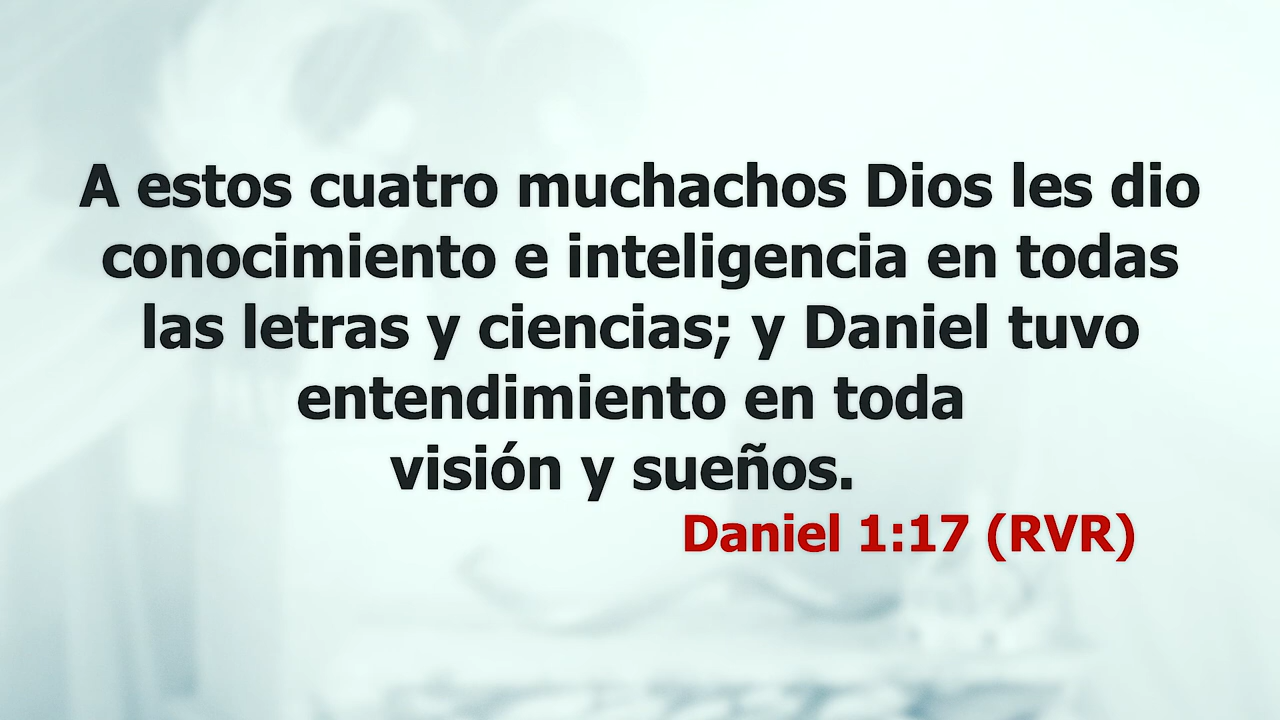 A estos cuatro muchachos Dios les dio
conocimiento e inteligencia en todas
las letras y ciencias; y Daniel tuvo
entendimiento en toda
visión y sueños.
Daniel 1:17 (RVR)